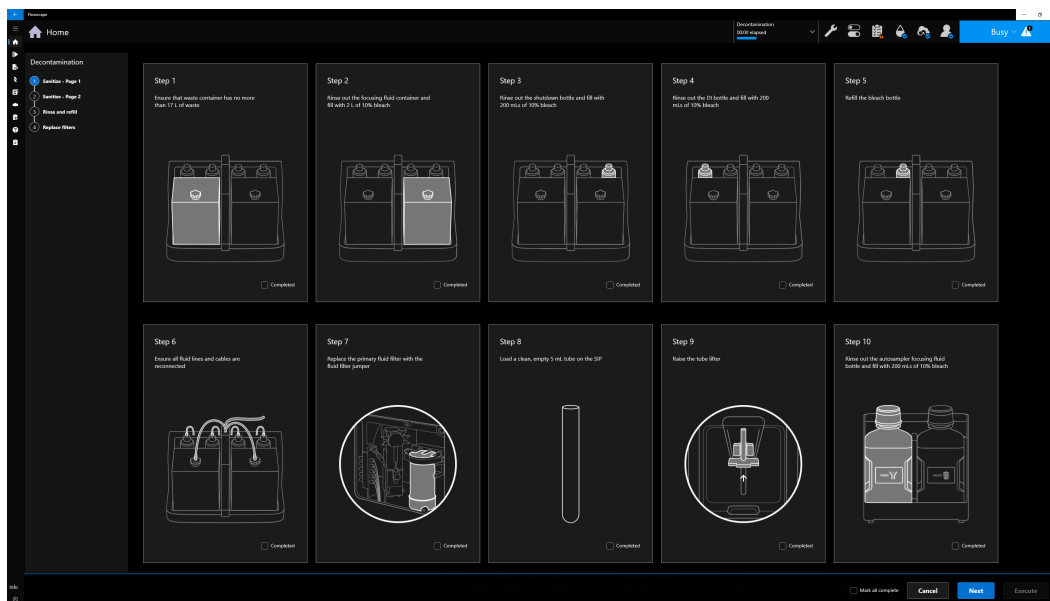 Flowscape
Home
Decontamination
00:00 elapsed
Busy
Decontamination
1 Sanitize - Page 1
2 Sanitize - Page 2
3 Rinse and refill
4 Replace filters
Step 1
Ensure that waste container has no more
than 17 L of waste
Completed
Step 2
Rinse out the focusing fluid container and
fill with 2 L of 10% bleach
Completed
Step 3
Rinse out the shutdown bottle and fill with
200 mLs of 10% bleach
Completed
Step 4
Rinse out the DI bottle and fill with 200
mLs of 10% bleach
Completed
Step 5
Refill the bleach bottle
Completed
Step 6
Ensure all fluid lines and cables are
reconnected
Completed
Step 7
Replace the primary fluid filter with the
fluid filter jumper
Completed
Step 8
Load a clean, empty 5 mL tube on the SIP
Completed
Step 9
Raise the tube lifter
Completed
Step 10
Rinse out the autosampler focusing fluid
bottle and fill with 200 mLs of 10% bleach
Completed
Info
Mark all complete
Cancel
Next
Execute